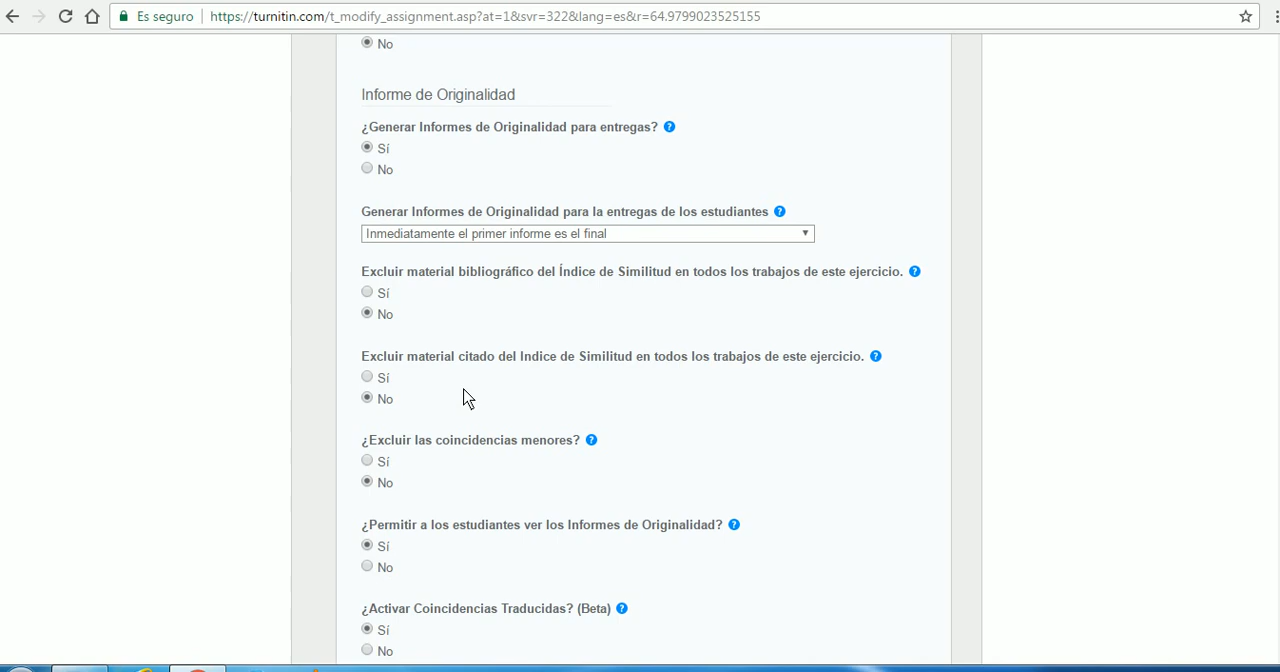 Es seguro
https://turnitin.com/t_modify_assignment.asp?at=1&svr=322&lang=es&r=64.9799023525155
No
Informe de Originalidad
¿Generar Informes de Originalidad para entregas? ?
Sí
No
Generar Informes de Originalidad para la entregas de los estudiantes ?
Inmediatamente el primer informe es el final
Excluir material bibliográfico del Índice de Similitud en todos los trabajos de este ejercicio. ?
Sí
No
Excluir material citado del Indice de Similitud en todos los trabajos de este ejercicio. ?
Sí
No
¿Excluir las coincidencias menores? ?
Sí
No
¿Permitir a los estudiantes ver los Informes de Originalidad? ?
Sí
No
¿Activar Coincidencias Traducidas? (Beta) ?
Sí
No